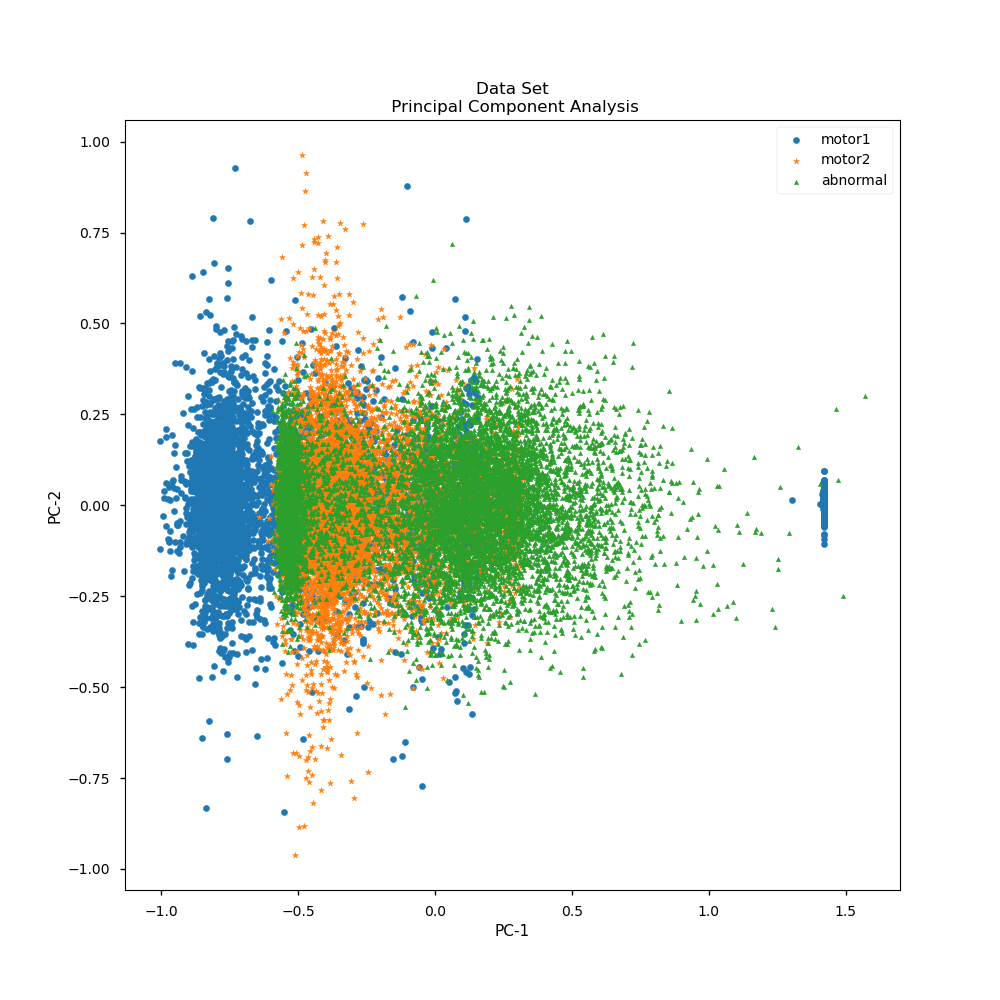 Data Set
Principal Component Analysis
motor1
motor2
abnormal
1.00
0.75
0.50
0.25
0.00
−0.25
−0.50
−0.75
−1.00
PC-2
−1.0
−0.5
0.0
0.5
1.0
1.5
PC-1